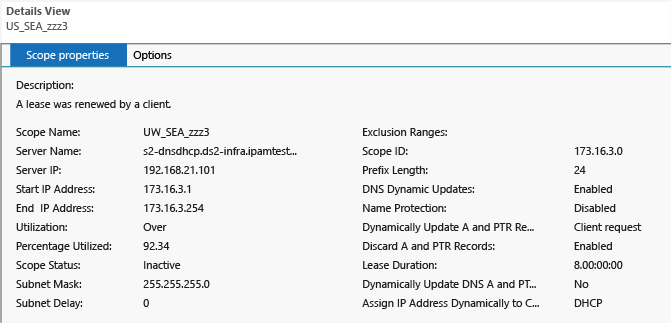 Details View
US_SEA_zzz3
Scope properties Options
Description:
A lease was renewed by a client.
Scope Name: UW_SEA_zzz3 Exclusion Ranges:
Server Name: s2-dnsdhcp.ds2-infra.ipamtest... Scope ID: 173.16.3.0
Server IP: 192.168.21.101 Prefix Length: 24
Start IP Address: 173.16.3.1 DNS Dynamic Updates: Enabled
End IP Address: 173.16.3.254 Name Protection: Disabled
Utilization: Over Dynamically Update A and PTR Re... Client request
Percentage Utilized: 92.34 Discard A and PTR Records: Enabled
Scope Status: Inactive Lease Duration: 8.00:00:00
Subnet Mask: 255.255.255.0 Dynamically Update DNS A and PT... No
Subnet Delay: 0 Assign IP Address Dynamically to C... DHCP